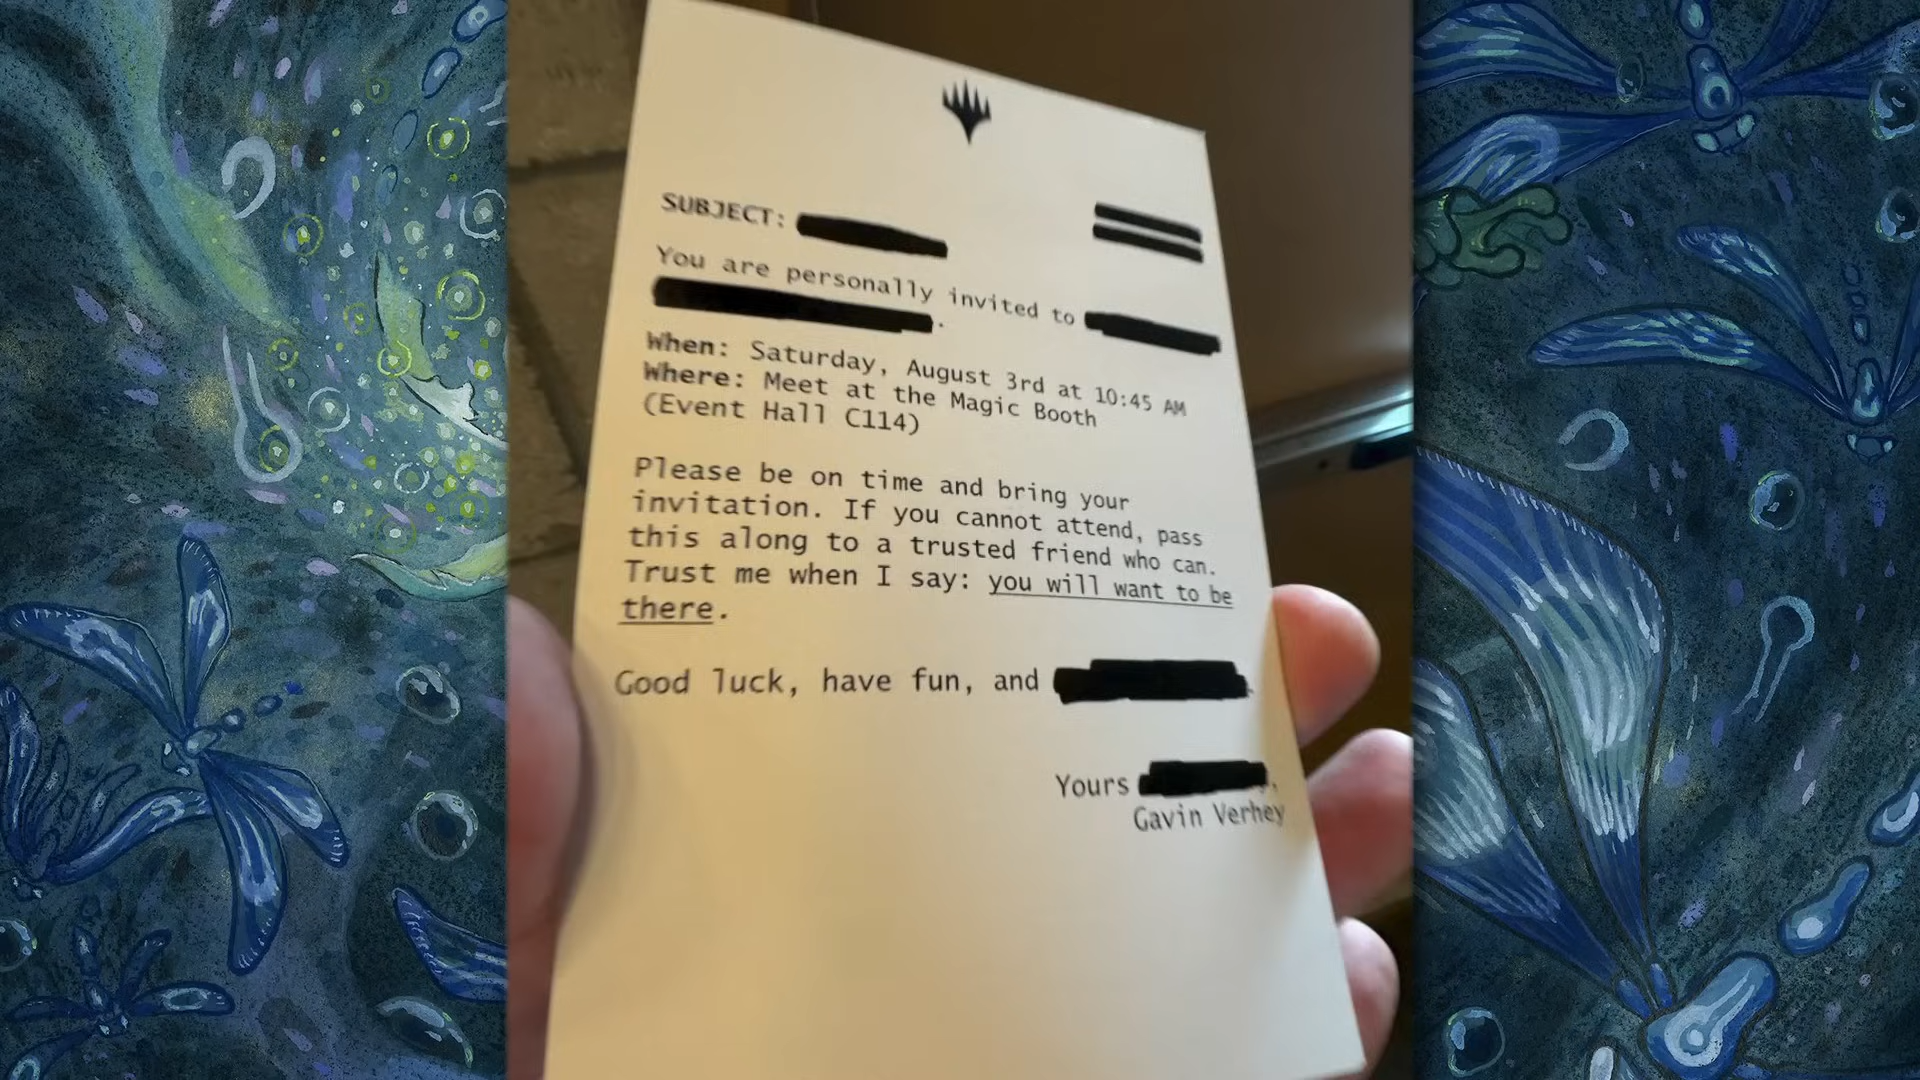 SUBJECT:
You are personally invited to
.
When: Saturday, August 3rd at 10:45 AM
Where: Meet at the Magic Booth
(Event Hall C114)
Please be on time and bring your
invitation. If you cannot attend, pass
this along to a trusted friend who can.
Trust me when I say: you will want to be
there.
Good luck, have fun, and
Yours
Gavin Verhey